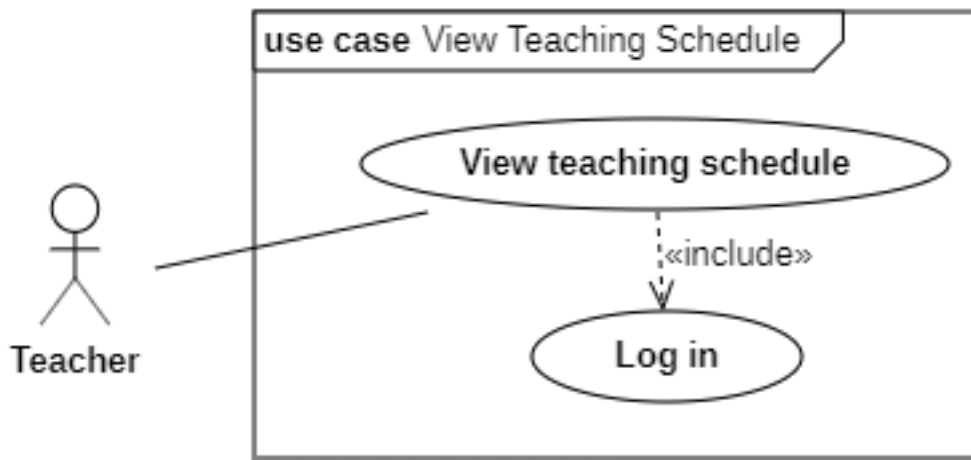 use case View Teaching Schedule
View teaching schedule
«include»
Log in
Teacher